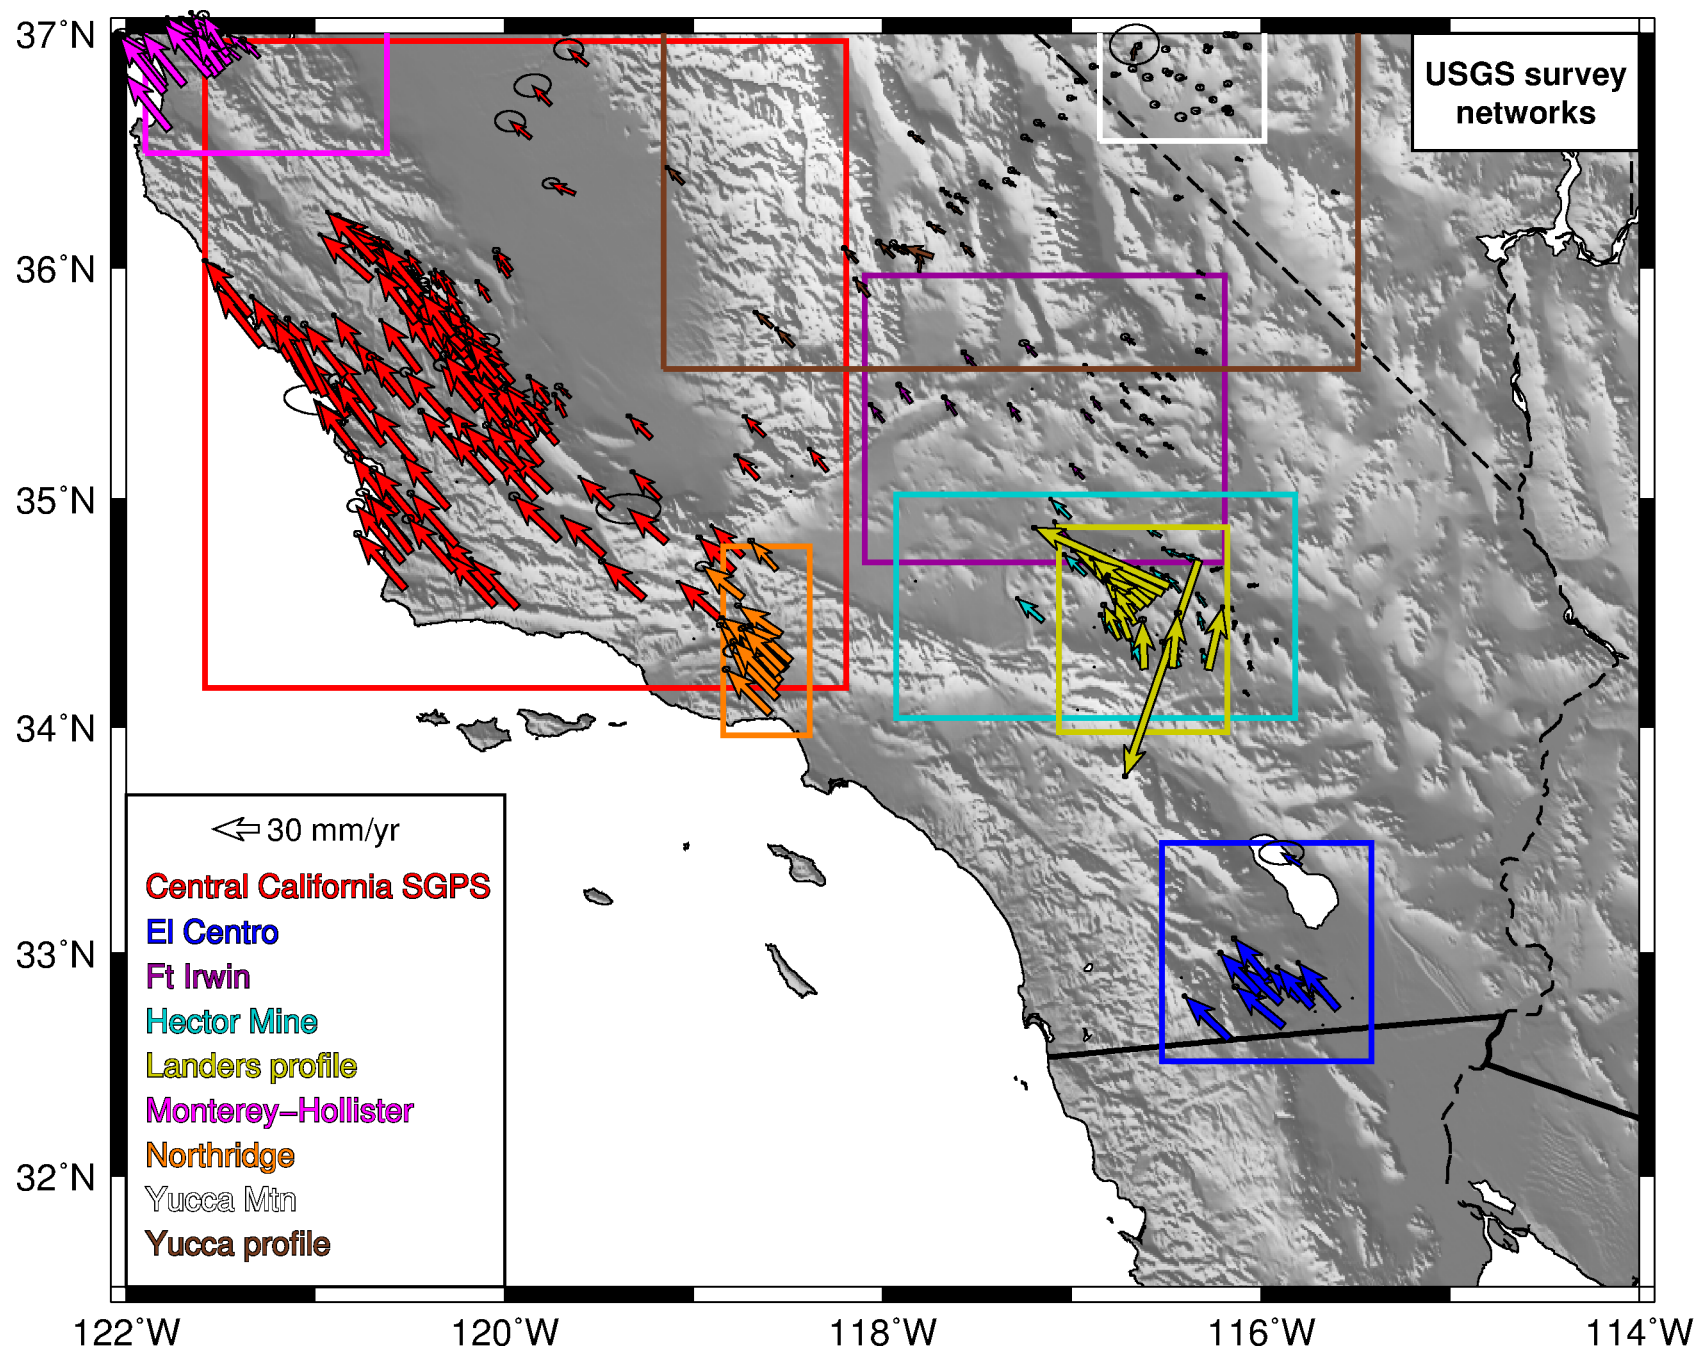 37°N
USGS survey
networks
36°N
35°N
34°N
30 mm/yr
Central California SGPS
33°N
El Centro
Ft Irwin
Hector Mine
Landers profile
Monterey–Hollister
32°N
Northridge
Yucca Mtn
Yucca profile
122°W 120°W 118°W 116°W 114°W